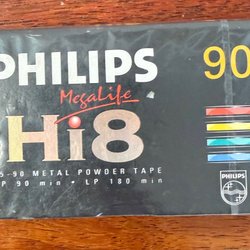 PHILIPS 90
MegaLife
Hi8
5-90 METAL POWDER TAPE
P 90 min • LP 180 min
PHILIPS